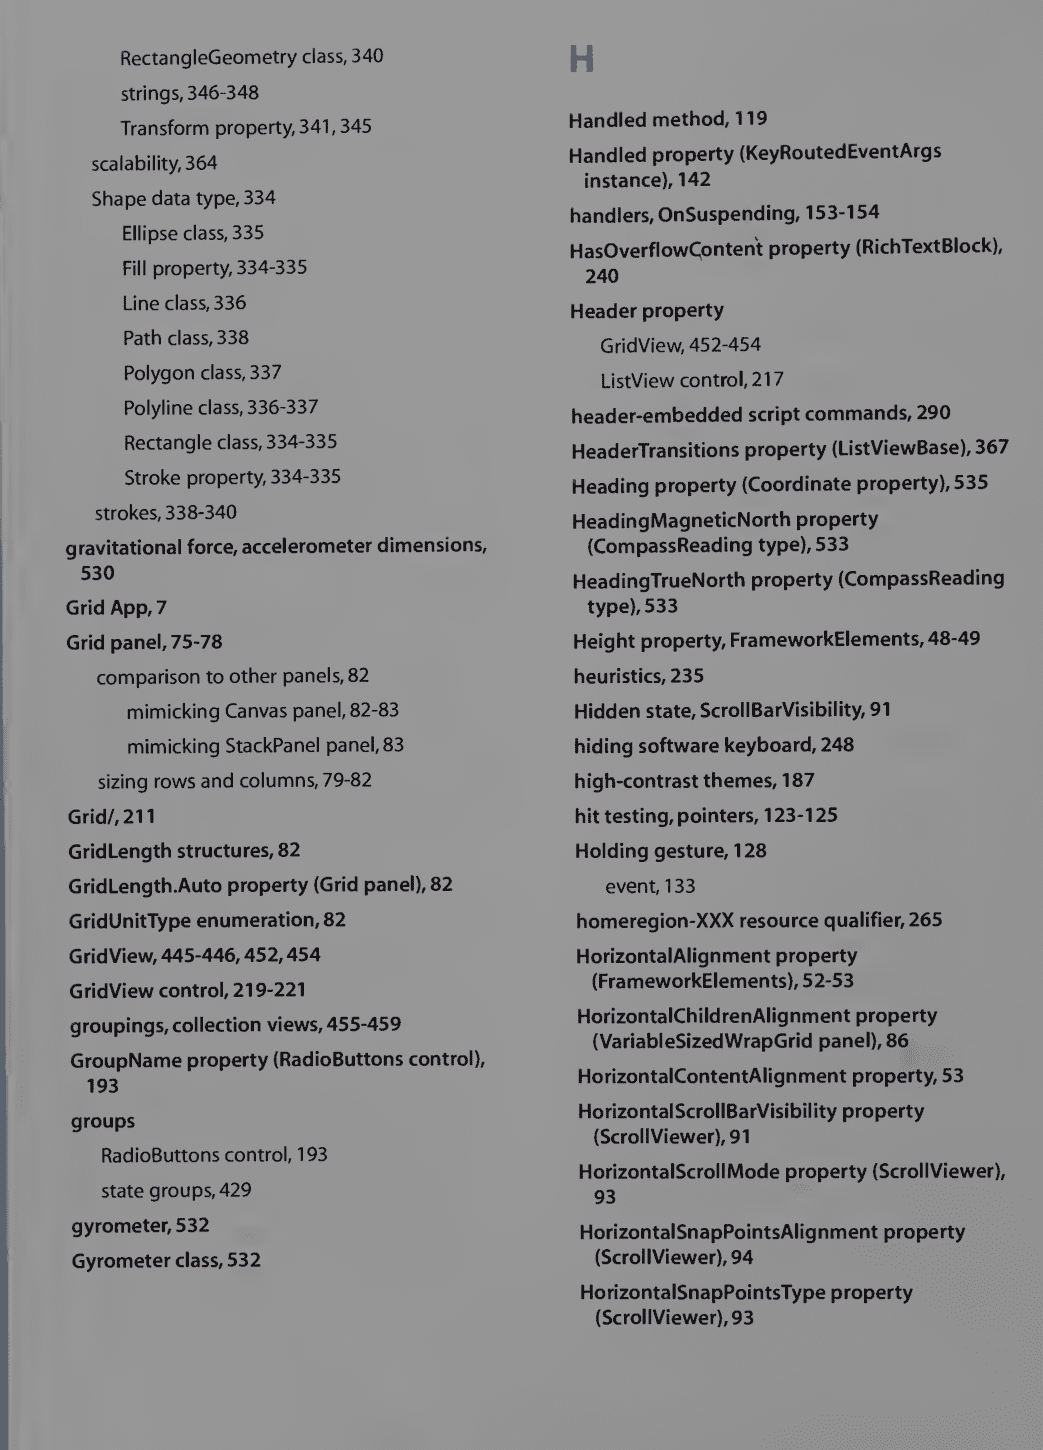 RectangleGeometry class, 340
strings, 346-348
Transform property, 341, 345
scalability, 364
Shape data type, 334
Ellipse class, 335
Fill property, 334-335
Line class, 336
Path class, 338
Polygon class, 337
Polyline class, 336-337
Rectangle class, 334-335
Stroke property, 334-335
strokes, 338-340
gravitational force, accelerometer dimensions,
530
Grid App, 7
Grid panel, 75-78
comparison to other panels, 82
mimicking Canvas panel, 82-83
mimicking StackPanel panel, 83
sizing rows and columns, 79-82
Grid/, 211
GridLength structures, 82
GridLength.Auto property (Grid panel), 82
GridUnitType enumeration, 82
GridView, 445-446, 452, 454
GridView control, 219-221
groupings, collection views, 455-459
GroupName property (RadioButtons control),
193
groups
RadioButtons control, 193
state groups, 429
gyrometer, 532
Gyrometer class, 532
H
Handled method, 119
Handled property (KeyRoutedEventArgs
instance), 142
handlers, OnSuspending, 153-154
HasOverflowContent property (RichTextBlock),
240
Header property
GridView, 452-454
ListView control, 217
header-embedded script commands, 290
HeaderTransitions property (ListViewBase), 367
Heading property (Coordinate property), 535
HeadingMagneticNorth property
(CompassReading type), 533
HeadingTrueNorth property (CompassReading
type), 533
Height property, FrameworkElements, 48-49
heuristics, 235
Hidden state, ScrollBarVisibility, 91
hiding software keyboard, 248
high-contrast themes, 187
hit testing, pointers, 123-125
Holding gesture, 128
event, 133
homeregion-XXX resource qualifier, 265
HorizontalAlignment property
(FrameworkElements), 52-53
HorizontalChildrenAlignment property
(VariableSizedWrapGrid panel), 86
HorizontalContentAlignment property, 53
HorizontalScrollBarVisibility property
(ScrollViewer), 91
HorizontalScrollMode property (ScrollViewer),
93
HorizontalSnapPointsAlignment property
(ScrollViewer), 94
HorizontalSnapPointsType property
(ScrollViewer), 93